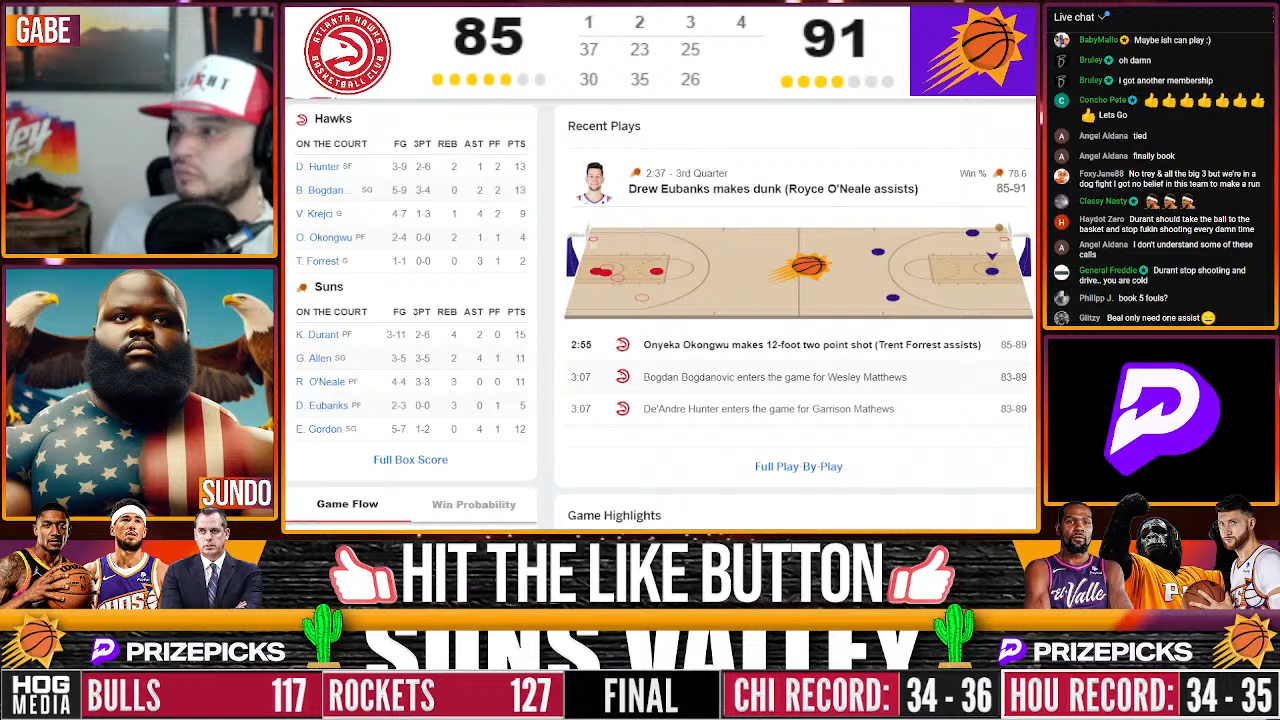 GABE
ATLANTA HAWKS
BASKETBALL CLUB
85
1 2 3 4
37 23 25
30 35 26
91
Hawks
ON THE COURT FG 3PT REB AST PF PTS
D. Hunter SF 3-9 2-6 2 1 2 13
B. Bogdan... SG 5-9 3-4 0 2 2 13
V. Krejci G 4-7 1-3 1 4 2 9
O. Okongwu PF 2-4 0-0 2 1 1 4
T. Forrest G 1-1 0-0 0 3 1 2
Suns
ON THE COURT FG 3PT REB AST PF PTS
K. Durant PF 3-11 2-6 4 2 0 15
G. Allen SG 3-5 3-5 2 4 1 11
R. O'Neale PF 4-4 3-3 3 0 0 11
D. Eubanks PF 2-3 0-0 3 0 1 5
E. Gordon SG 5-7 1-2 0 4 1 12
Full Box Score
Game Flow Win Probability
Recent Plays
2:37 - 3rd Quarter Win % 78.6
Drew Eubanks makes dunk (Royce O'Neale assists) 85-91
2:55 Onyeka Okongwu makes 12-foot two point shot (Trent Forrest assists) 85-89
3:07 Bogdan Bogdanovic enters the game for Wesley Matthews 83-89
3:07 De'Andre Hunter enters the game for Garrison Mathews 83-89
Full Play-By-Play
Game Highlights
Live chat
BabyMallo Maybe Ish can play :)
Bruley oh damn
Bruley i got another membership
Concho Pete
Lets Go
Angel Aldana tied
Angel Aldana finally book
FoxyJane88 No trey & all the big 3 but we're in a
dog fight I got no belief in this team to make a run
Classy Nasty
Haydot Zero Durant should take the ball to the
basket and stop fukin shooting every damn time
Angel Aldana I don't understand some of these
calls
General Freddie Durant stop shooting and
drive.. you are cold
Philipp J. book 5 fouls?
Glitzy Beal only need one assist
SUNDO
HIT THE LIKE BUTTON
SUNS VALLEY
PRIZEPICKS
PRIZEPICKS
HOG
MEDIA
BULLS 117 ROCKETS 127 FINAL CHI RECORD: 34 - 36 HOU RECORD: 34 - 35